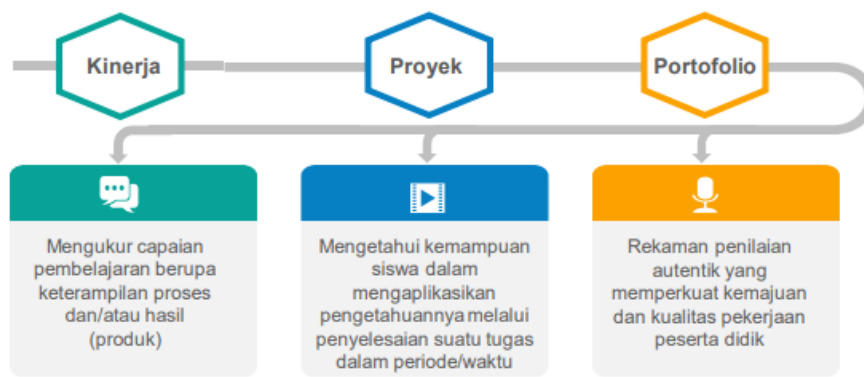 Kinerja
Proyek
Portofolio
Mengukur capaian
pembelajaran berupa
keterampilan proses
dan/atau hasil
(produk)
Mengetahui kemampuan
siswa dalam
mengaplikasikan
pengetahuannya melalui
penyelesaian suatu tugas
dalam periode/waktu
Rekaman penilaian
autentik yang
memperkuat kemajuan
dan kualitas pekerjaan
peserta didik